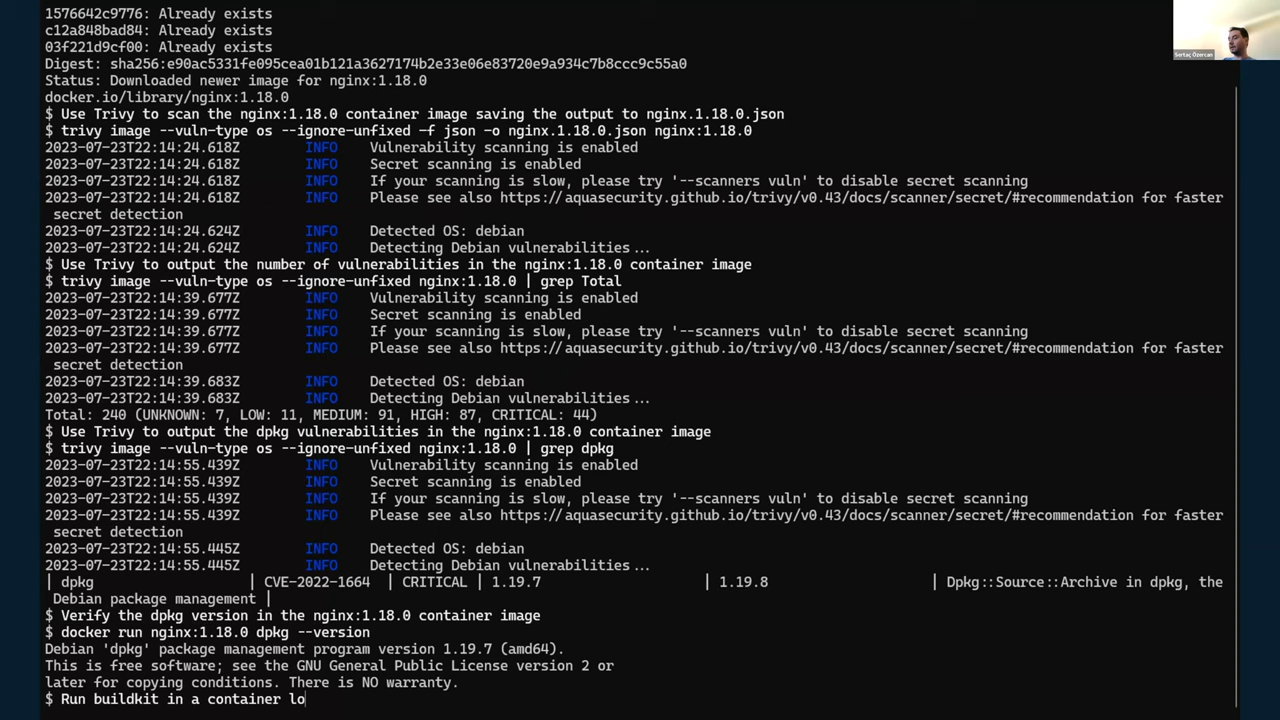 1576642c9776: Already exists
c12a848bad84: Already exists
03f221d9cf00: Already exists
Digest: sha256:e90ac5331fe095cea01b121a3627174b2e33e06e83720e9a934c7b8ccc9c55a0
Status: Downloaded newer image for nginx:1.18.0
docker.io/library/nginx:1.18.0
$ Use Trivy to scan the nginx:1.18.0 container image saving the output to nginx.1.18.0.json
$ trivy image --vuln-type os --ignore-unfixed -f json -o nginx.1.18.0.json nginx:1.18.0
2023-07-23T22:14:24.618Z INFO Vulnerability scanning is enabled
2023-07-23T22:14:24.618Z INFO Secret scanning is enabled
2023-07-23T22:14:24.618Z INFO If your scanning is slow, please try '--scanners vuln' to disable secret scanning
2023-07-23T22:14:24.618Z INFO Please see also https://aquasecurity.github.io/trivy/v0.43/docs/scanner/secret/#recommendation for faster
secret detection
2023-07-23T22:14:24.624Z INFO Detected OS: debian
2023-07-23T22:14:24.624Z INFO Detecting Debian vulnerabilities...
$ Use Trivy to output the number of vulnerabilities in the nginx:1.18.0 container image
$ trivy image --vuln-type os --ignore-unfixed nginx:1.18.0 | grep Total
2023-07-23T22:14:39.677Z INFO Vulnerability scanning is enabled
2023-07-23T22:14:39.677Z INFO Secret scanning is enabled
2023-07-23T22:14:39.677Z INFO If your scanning is slow, please try '--scanners vuln' to disable secret scanning
2023-07-23T22:14:39.677Z INFO Please see also https://aquasecurity.github.io/trivy/v0.43/docs/scanner/secret/#recommendation for faster
secret detection
2023-07-23T22:14:39.683Z INFO Detected OS: debian
2023-07-23T22:14:39.683Z INFO Detecting Debian vulnerabilities...
Total: 240 (UNKNOWN: 7, LOW: 11, MEDIUM: 91, HIGH: 87, CRITICAL: 44)
$ Use Trivy to output the dpkg vulnerabilities in the nginx:1.18.0 container image
$ trivy image --vuln-type os --ignore-unfixed nginx:1.18.0 | grep dpkg
2023-07-23T22:14:55.439Z INFO Vulnerability scanning is enabled
2023-07-23T22:14:55.439Z INFO Secret scanning is enabled
2023-07-23T22:14:55.439Z INFO If your scanning is slow, please try '--scanners vuln' to disable secret scanning
2023-07-23T22:14:55.439Z INFO Please see also https://aquasecurity.github.io/trivy/v0.43/docs/scanner/secret/#recommendation for faster
secret detection
2023-07-23T22:14:55.445Z INFO Detected OS: debian
2023-07-23T22:14:55.445Z INFO Detecting Debian vulnerabilities...
| dpkg | CVE-2022-1664 | CRITICAL | 1.19.7 | 1.19.8 | Dpkg::Source::Archive in dpkg, the
Debian package management |
$ Verify the dpkg version in the nginx:1.18.0 container image
$ docker run nginx:1.18.0 dpkg --version
Debian 'dpkg' package management program version 1.19.7 (amd64).
This is free software; see the GNU General Public License version 2 or
later for copying conditions. There is NO warranty.
$ Run buildkit in a container lo
Sertaç Özercan